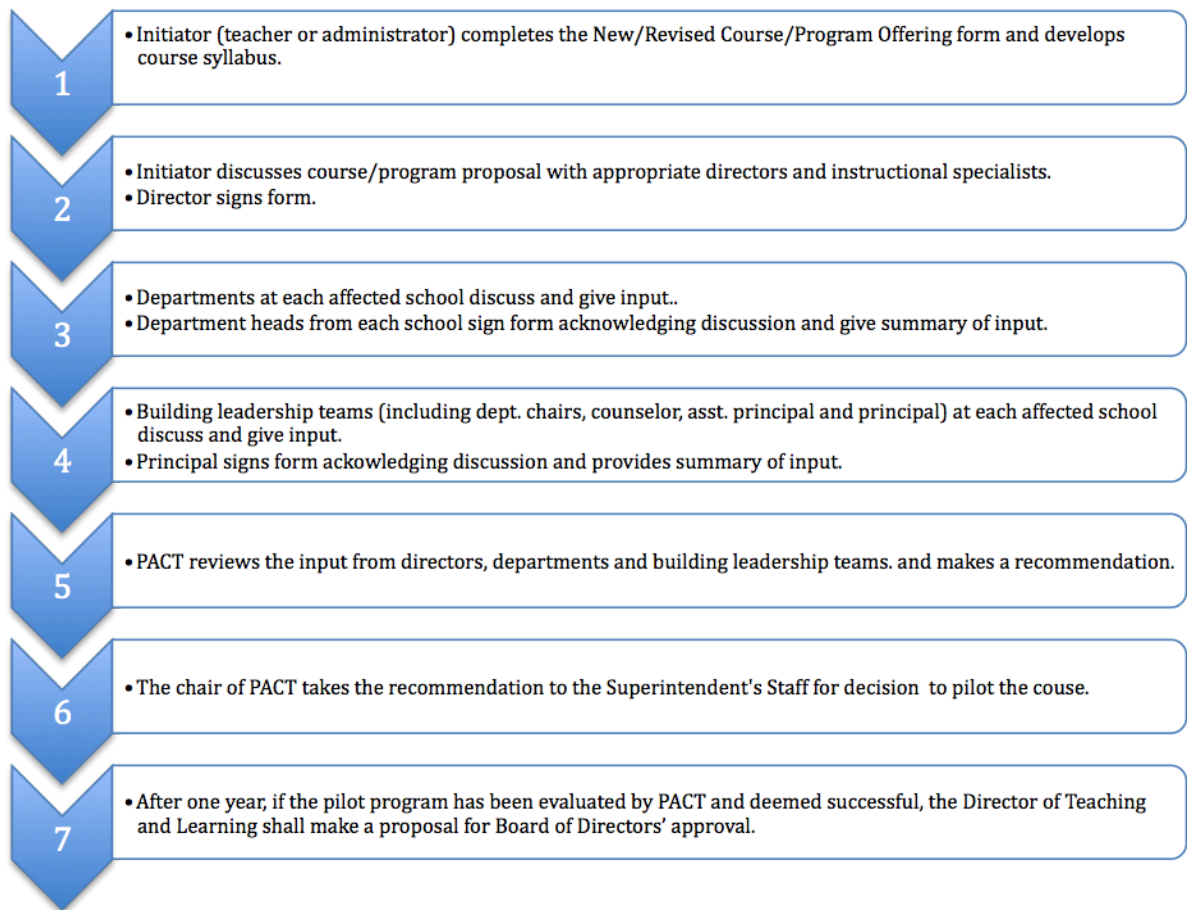 1
• Initiator (teacher or administrator) completes the New/Revised Course/Program Offering form and develops
course syllabus.
2
• Initiator discusses course/program proposal with appropriate directors and instructional specialists.
• Director signs form.
3
• Departments at each affected school discuss and give input..
• Department heads from each school sign form acknowledging discussion and give summary of input.
4
• Building leadership teams (including dept. chairs, counselor, asst. principal and principal) at each affected school
discuss and give input.
• Principal signs form ackowledging discussion and provides summary of input.
5
• PACT reviews the input from directors, departments and building leadership teams. and makes a recommendation.
6
• The chair of PACT takes the recommendation to the Superintendent's Staff for decision  to pilot the couse.
7
• After one year, if the pilot program has been evaluated by PACT and deemed successful, the Director of Teaching
and Learning shall make a proposal for Board of Directors’ approval.